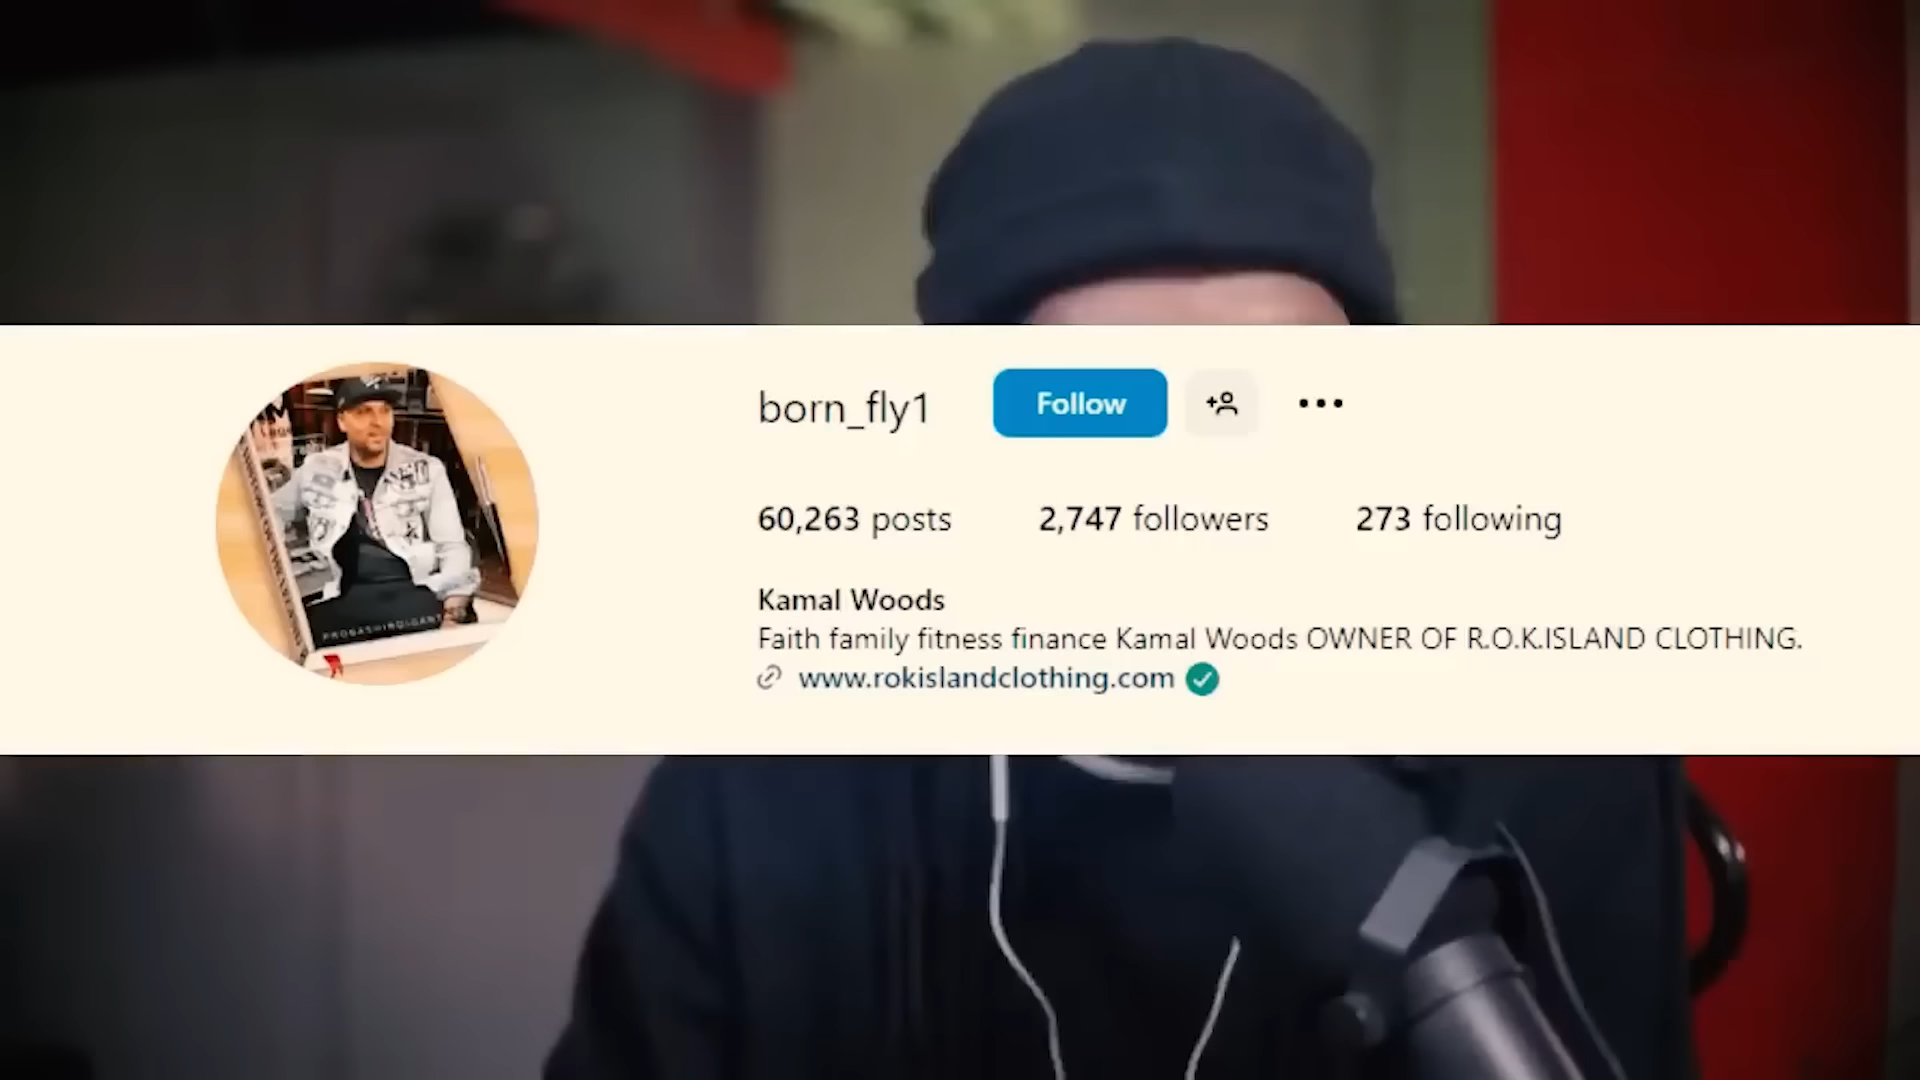 born_fly1 Follow
60,263 posts 2,747 followers 273 following
Kamal Woods
Faith family fitness finance Kamal Woods OWNER OF R.O.K.ISLAND CLOTHING.
www.rokislandclothing.com